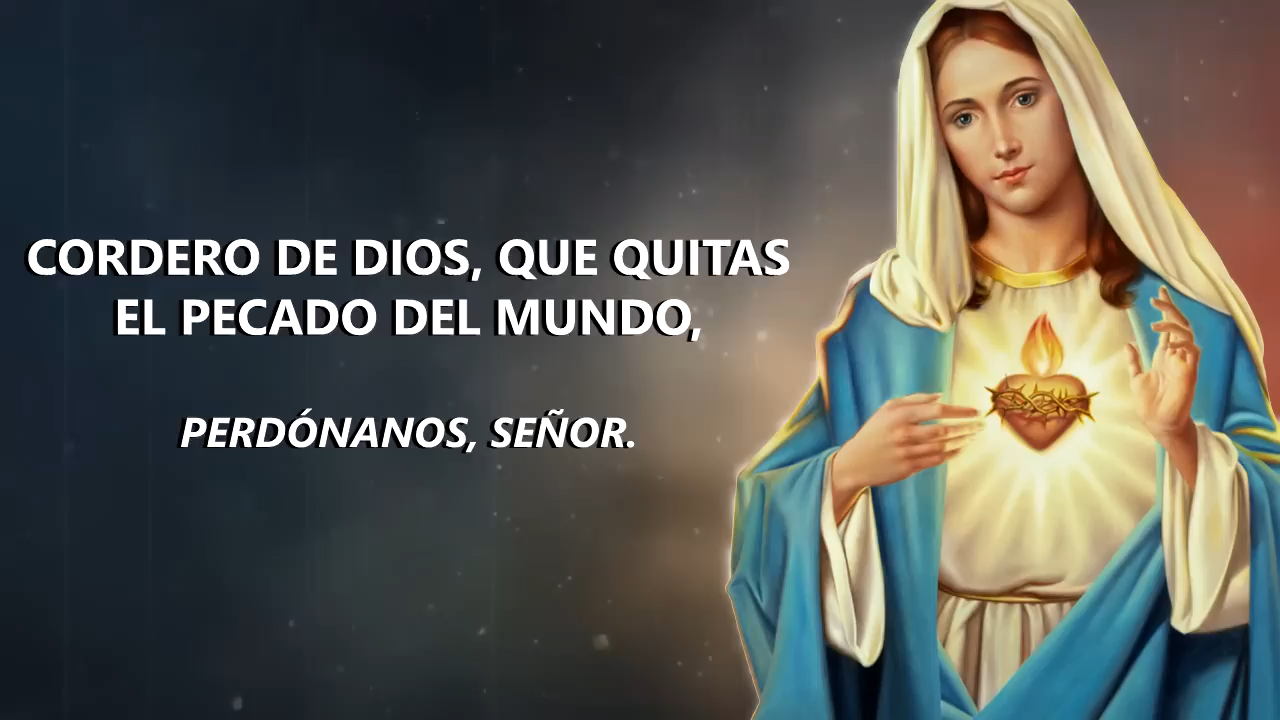 CORDERO DE DIOS, QUE QUITAS
EL PECADO DEL MUNDO,
PERDÓNANOS, SEÑOR.